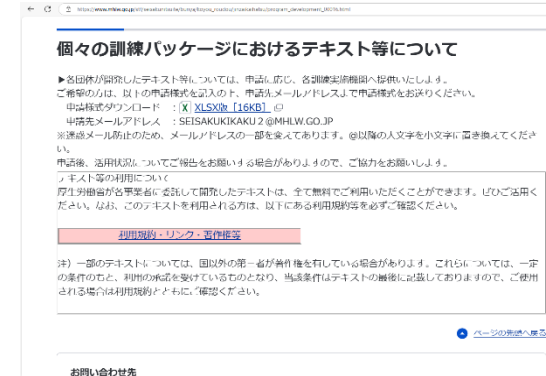 https://www.mhlw.go.jp/stf/seisakunitsuite/bunya/koyou_roudou/jinzaikaihatsu/program_development_00014.html
個々の訓練パッケージにおけるテキスト等について
▶各団体が開発したテキスト等については、申請に応じ、各訓練実施機関へ提供いたします。
ご希望の方は、以下の申請様式を記入の上、申請先メールアドレスまで申請様式をお送りください。
申請様式ダウンロード ：XLSX版 [16KB]
申請先メールアドレス ：SEISAKUKIKAKU2@MHLW.GO.JP
※迷惑メール防止のため、メールアドレスの一部を変えてあります。@以降の大文字を小文字に置き換えてくださ
い。
申請後、活用状況についてご報告をお願いする場合がありますので、ご協力をお願いします。
テキスト等の利用について
厚生労働省が各事業者に委託して開発したテキストは、全て無料でご利用いただくことができます。ぜひご活用く
ださい。なお、このテキストを利用される方は、以下にある利用規約等を必ずご確認ください。
利用規約・リンク・著作権等
注）一部のテキストについては、国以外の第三者が著作権を有している場合があります。これらについては、一定
の条件のもと、利用の承諾を受けているものとなり、当該条件はテキストの最後に記載しておりますので、ご使用
される場合は利用規約とともにご確認ください。
ページの先頭へ戻る
お問い合わせ先